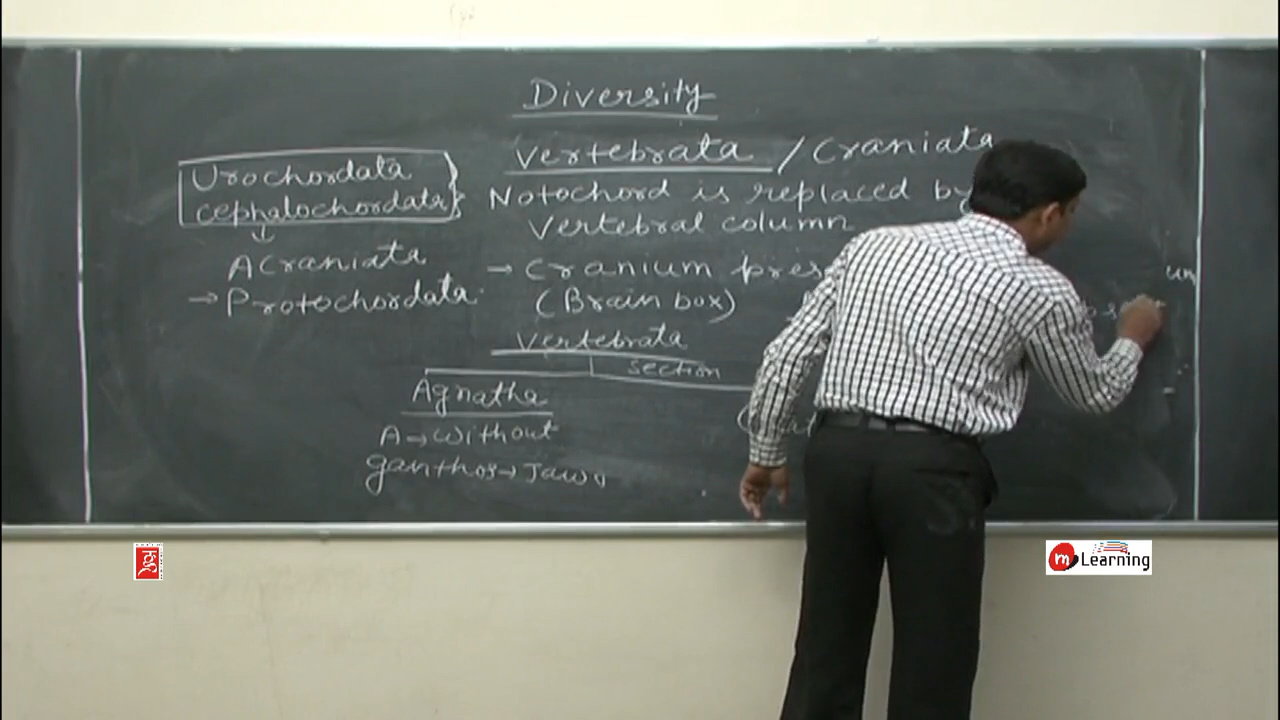 Diversity
Vertebrata / Craniata
Urochordata
cephalochordata
Notochord is replaced by
Vertebral column
Acraniata
→ Protochordata
→ Cranium
(Brain box)
Vertebrata
section
Agnatha
A → without
ganthos → Jaws
m Learning